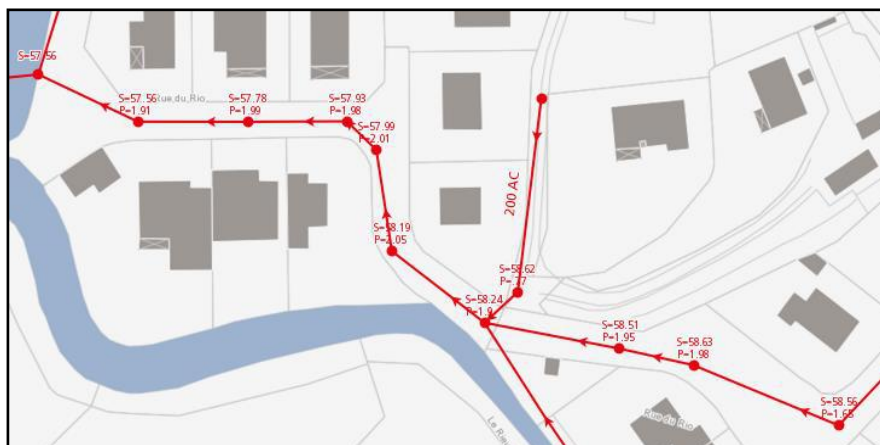 S=57.56
S=57.56
P=1.91
Rue du Rio
S=57.78
P=1.99
S=57.93
P=1.98
S=57.99
P=2.01
200 AC
S=58.19
P=2.05
S=58.62
P=.77
S=58.24
P=1.9
S=58.51
P=1.95
S=58.63
P=1.98
S=58.56
P=1.65
Rue du Rio